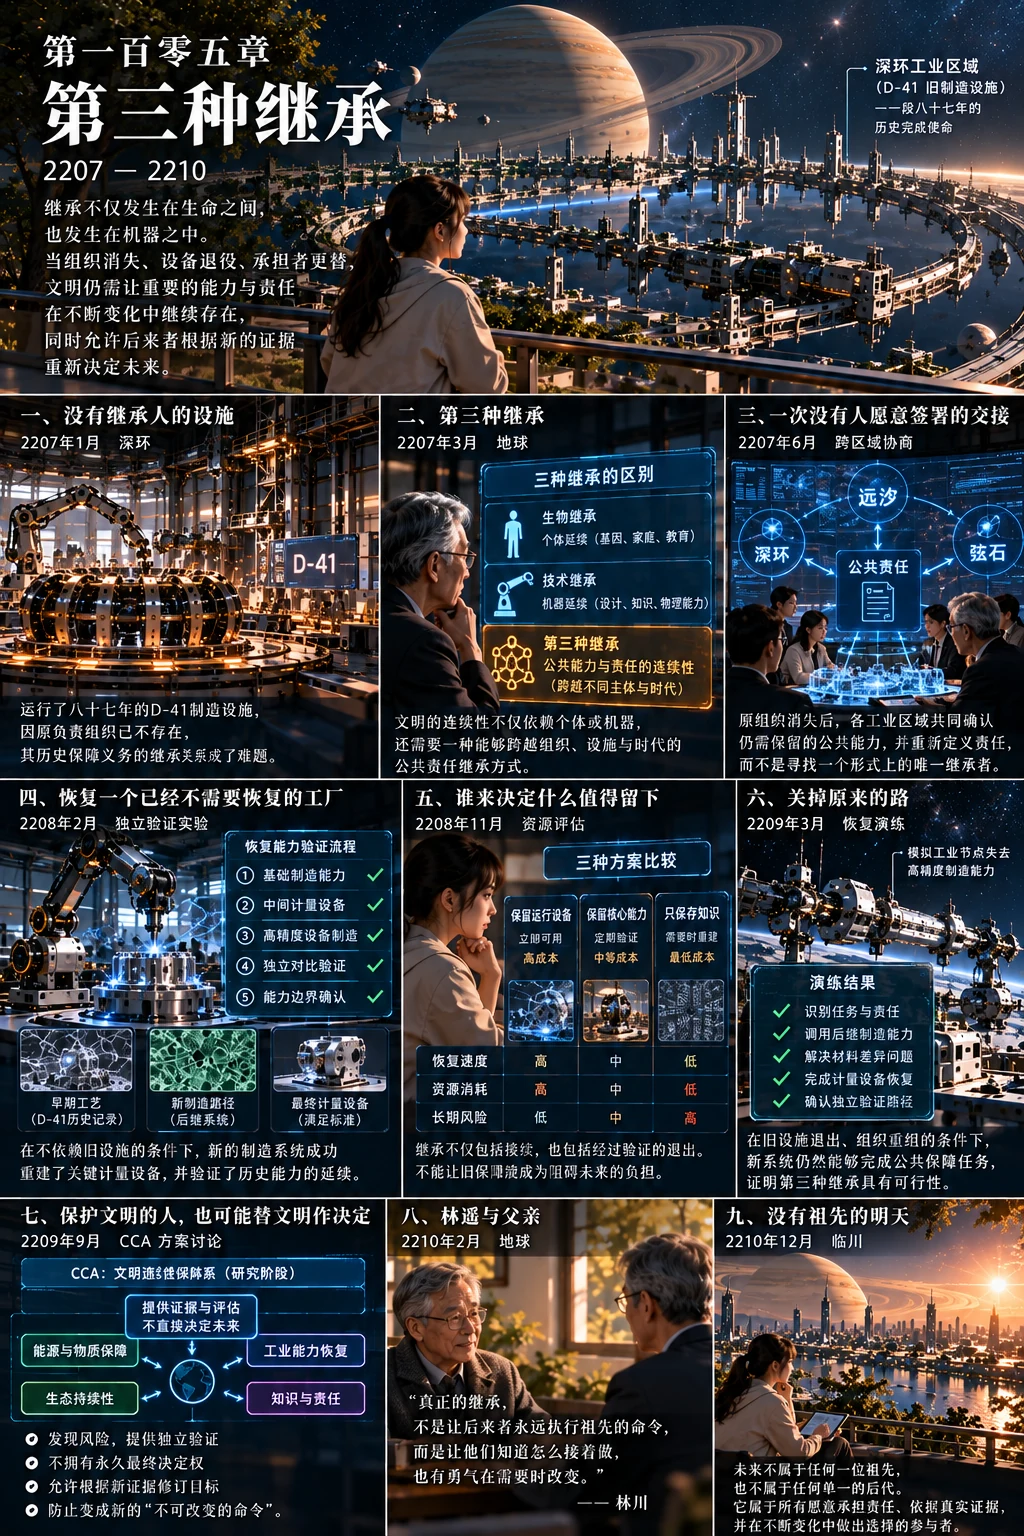 第一百零五章
第三种继承
2207 — 2210
继承不仅发生在生命之间，
也发生在机器之中。
当组织消失、设备退役、承担者更替，
文明仍需让重要的能力与责任
在不断变化中继续存在，
同时允许后来者根据新的证据
重新决定未来。
深环工业区域
（D-41 旧制造设施）
——段八十七年的
历史完成使命
一、没有继承人的设施
2207年1月 深环
D-41
运行了八十七年的D-41制造设施，
因原负责组织已不存在，
其历史保障义务的继承成了难题。
二、第三种继承
2207年3月 地球
三种继承的区别
生物继承
个体延续（基因、家庭、教育）
技术继承
机器延续（设计、知识、物理能力）
第三种继承
公共能力与责任的连续性
（跨越不同主体与时代）
文明的连续性不仅依赖个体或机器，
还需要一种能够跨越组织、设施与时代的
公共责任继承方式。
三、一次没有人愿意签署的交接
2207年6月 跨区域协商
远汐
深环
弦石
公共责任
原组织消失后，各工业区域共同确认
仍需保留的公共能力，并重新定义责任，
而不是寻找一个形式上的唯一继承者。
四、恢复一个已经不需要恢复的工厂
2208年2月 独立验证实验
恢复能力验证流程
1 基础制造能力
2 中间计量设备
3 高精度设备制造
4 独立对比验证
5 能力边界确认
早期工艺
（D-41历史记录）
新制造路径
（后继系统）
最终计量设备
（满足标准）
在不依赖旧设施的条件下，新的制造系统成功
重建了关键计量设备，并验证了历史能力的延续。
五、谁来决定什么值得留下
2208年11月 资源评估
三种方案比较
保留运行设备 保留核心能力 只保存知识
立即可用 定期验证 需要时重建
高成本 中等成本 最低成本
恢复速度 高 中 低
资源消耗 高 中 低
长期风险 低 中 高
继承不仅包括接续，也包括经过验证的退出。
不能让旧保障成为阻碍未来的负担。
六、关掉原来的路
2209年3月 恢复演练
模拟工业节点失去
高精度制造能力
演练结果
识别任务与责任
调用后继制造能力
解决材料差异问题
完成计量设备恢复
确认独立验证路径
在旧设施退出、组织重组的条件下，
新系统仍然能够完成公共保障任务，
证明第三种继承具有可行性。
七、保护文明的人，也可能替文明作决定
2209年9月 CCA 方案讨论
CCA：文明连续性保障体系（研究阶段）
提供证据与评估
不直接决定未来
能源与物质保障
工业能力恢复
生态持续性
知识与责任
发现风险，提供独立验证
不拥有永久最终决定权
允许根据新证据修订目标
防止变成新的“不可改变的命令”。
八、林遥与父亲
2210年2月 地球
“真正的继承，
不是让后来者永远执行祖先的命令，
而是让他们知道怎么接着做，
也有勇气在需要时改变。”
—— 林川
九、没有祖先的明天
2210年12月 临川
未来不属于任何一位祖先，
也不属于任何单一的后代。
它属于所有愿意承担责任、依据真实证据，
并在不断变化中做出选择的参与者。